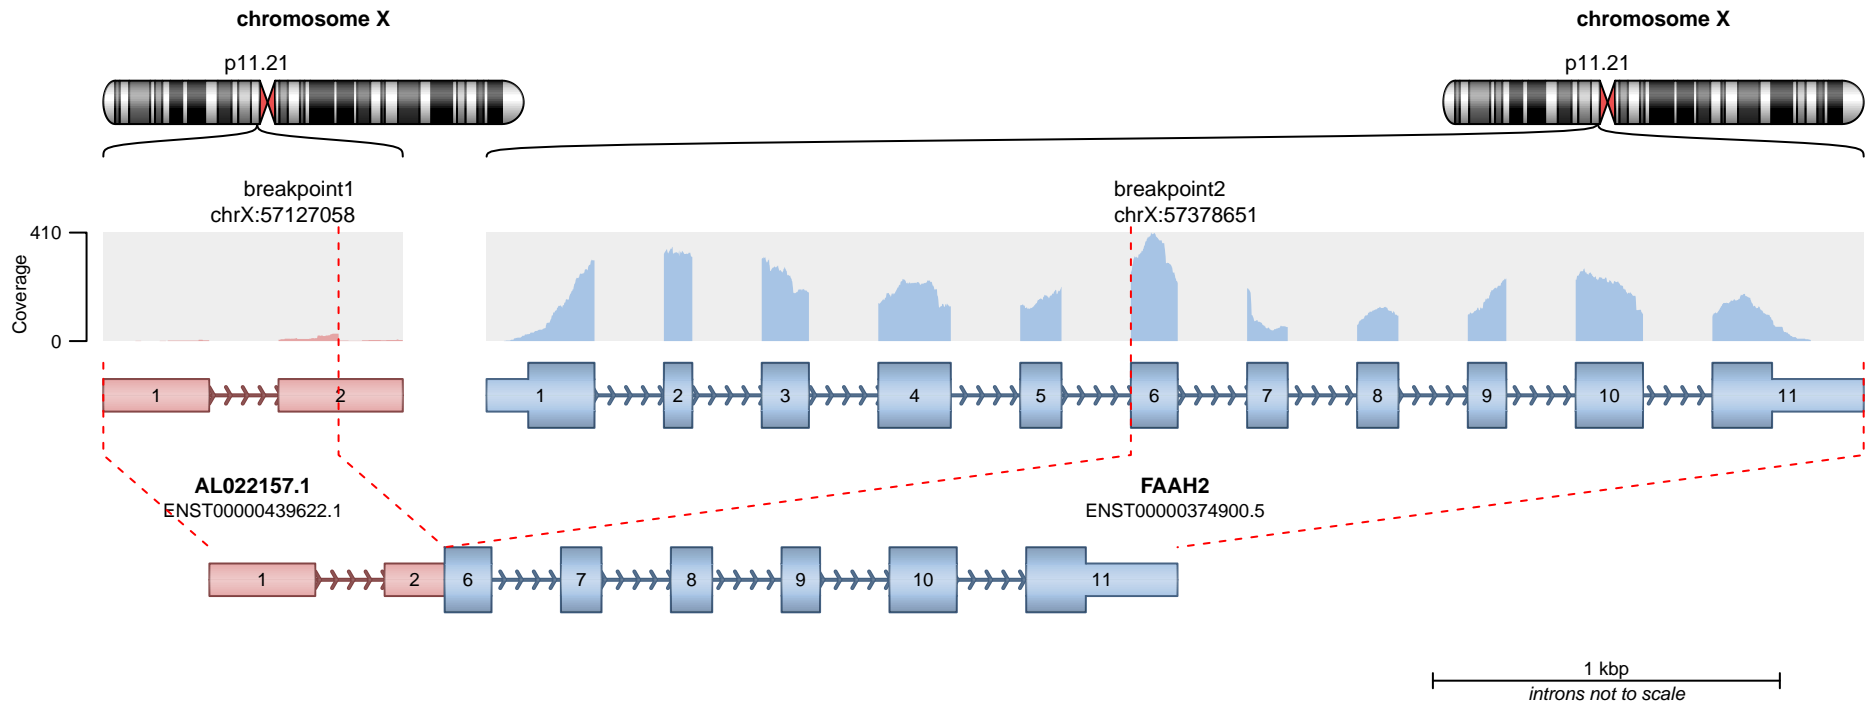 chromosome X
chromosome X
p11.21
p11.21
breakpoint1
chrX:57127058
breakpoint2
chrX:57378651
Coverage
410
0
1
2
1
2
3
4
5
6
7
8
9
10
11
AL022157.1
ENST00000439622.1
FAAH2
ENST00000374900.5
1
2
6
7
8
9
10
11
1 kbp
introns not to scale